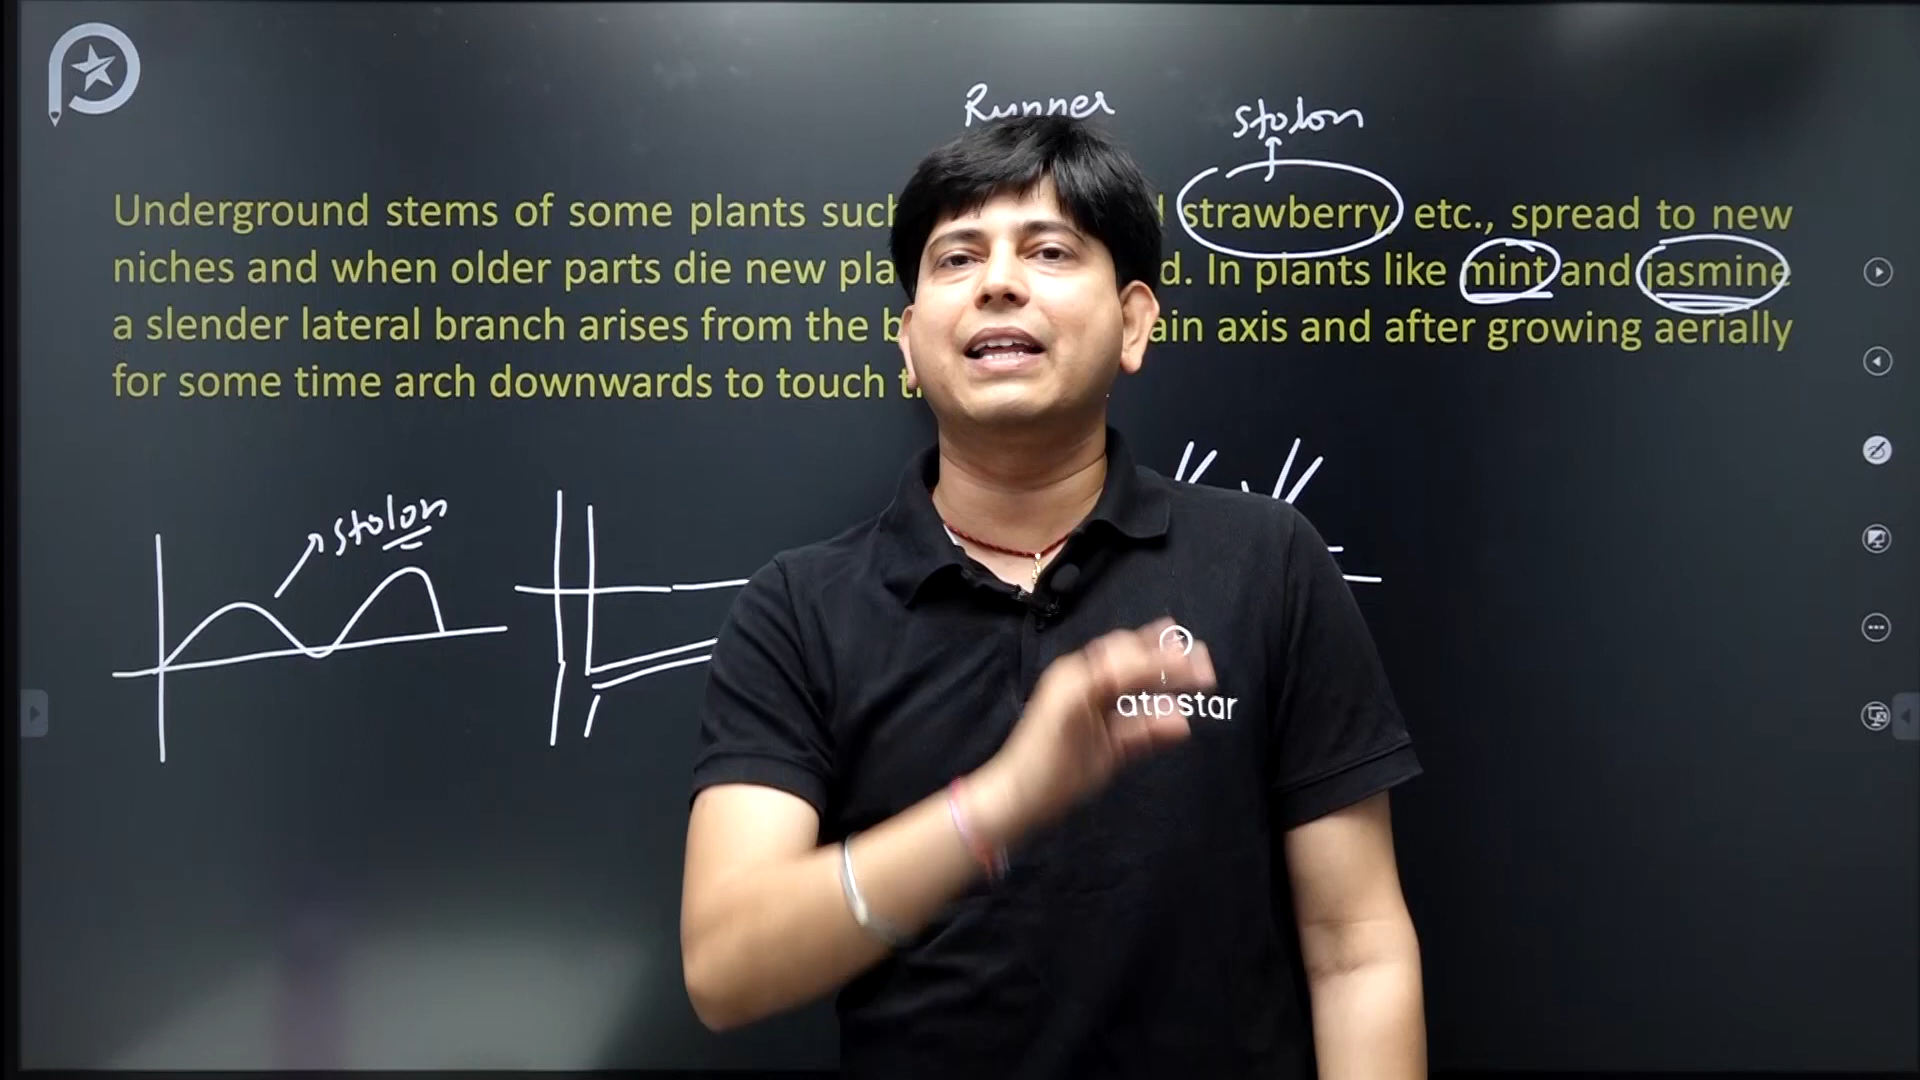 Runner
stolon
Underground stems of some plants such strawberry, etc., spread to new
niches and when older parts die new d. In plants like mint and jasmine
a slender lateral branch arises from the axis and after growing aerially
for some time arch downwards to touch
stolon
atpstar